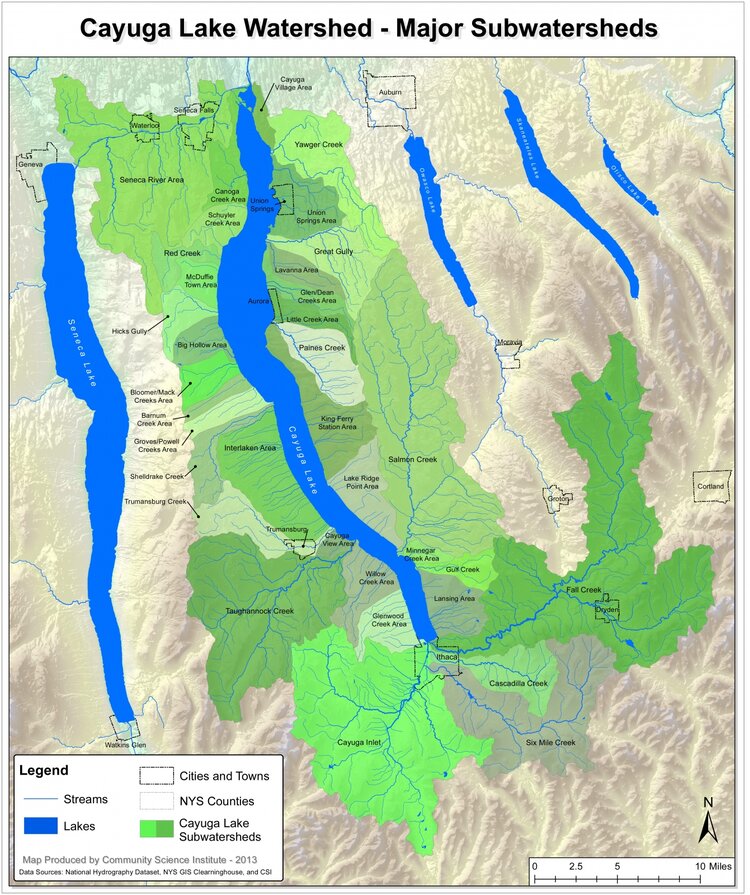 Cayuga Lake Watershed - Major Subwatersheds
Cayuga
Village Area
Auburn
Seneca Falls
Waterloo
Yawger Creek
Geneva
Skaneateles Lake
Otisco Lake
Owasco Lake
Seneca River Area
Canoga
Creek Area
Union
Springs
Schuyler
Creek Area
Union
Springs Area
Red Creek
Great Gully
McDuffie
Town Area
Lavanna Area
Glen/Dean
Creeks Area
Aurora
Little Creek Area
Hicks Gully
Big Hollow Area
Paines Creek
Moravia
Seneca Lake
Bloomer/Mack
Creeks Area
Barnum
Creek Area
King Ferry
Station Area
Groves/Powell
Creeks Area
Interlaken Area
Cayuga Lake
Salmon Creek
Sheldrake Creek
Lake Ridge
Point Area
Cortland
Groton
Trumansburg Creek
Trumansburg
Cayuga
View Area
Minnegar
Creek Area
Gulf Creek
Willow
Creek Area
Fall Creek
Lansing Area
Dryden
Taughannock Creek
Glenwood
Creek Area
Ithaca
Cascadilla Creek
Cayuga Inlet
Six Mile Creek
Watkins Glen
Legend
Streams
Lakes
Cities and Towns
NYS Counties
Cayuga Lake
Subwatersheds
Map Produced by Community Science Institute - 2013
Data Sources: National Hydrography Dataset, NYS GIS Clearninghouse, and CSI
N
0 2.5 5 10 Miles